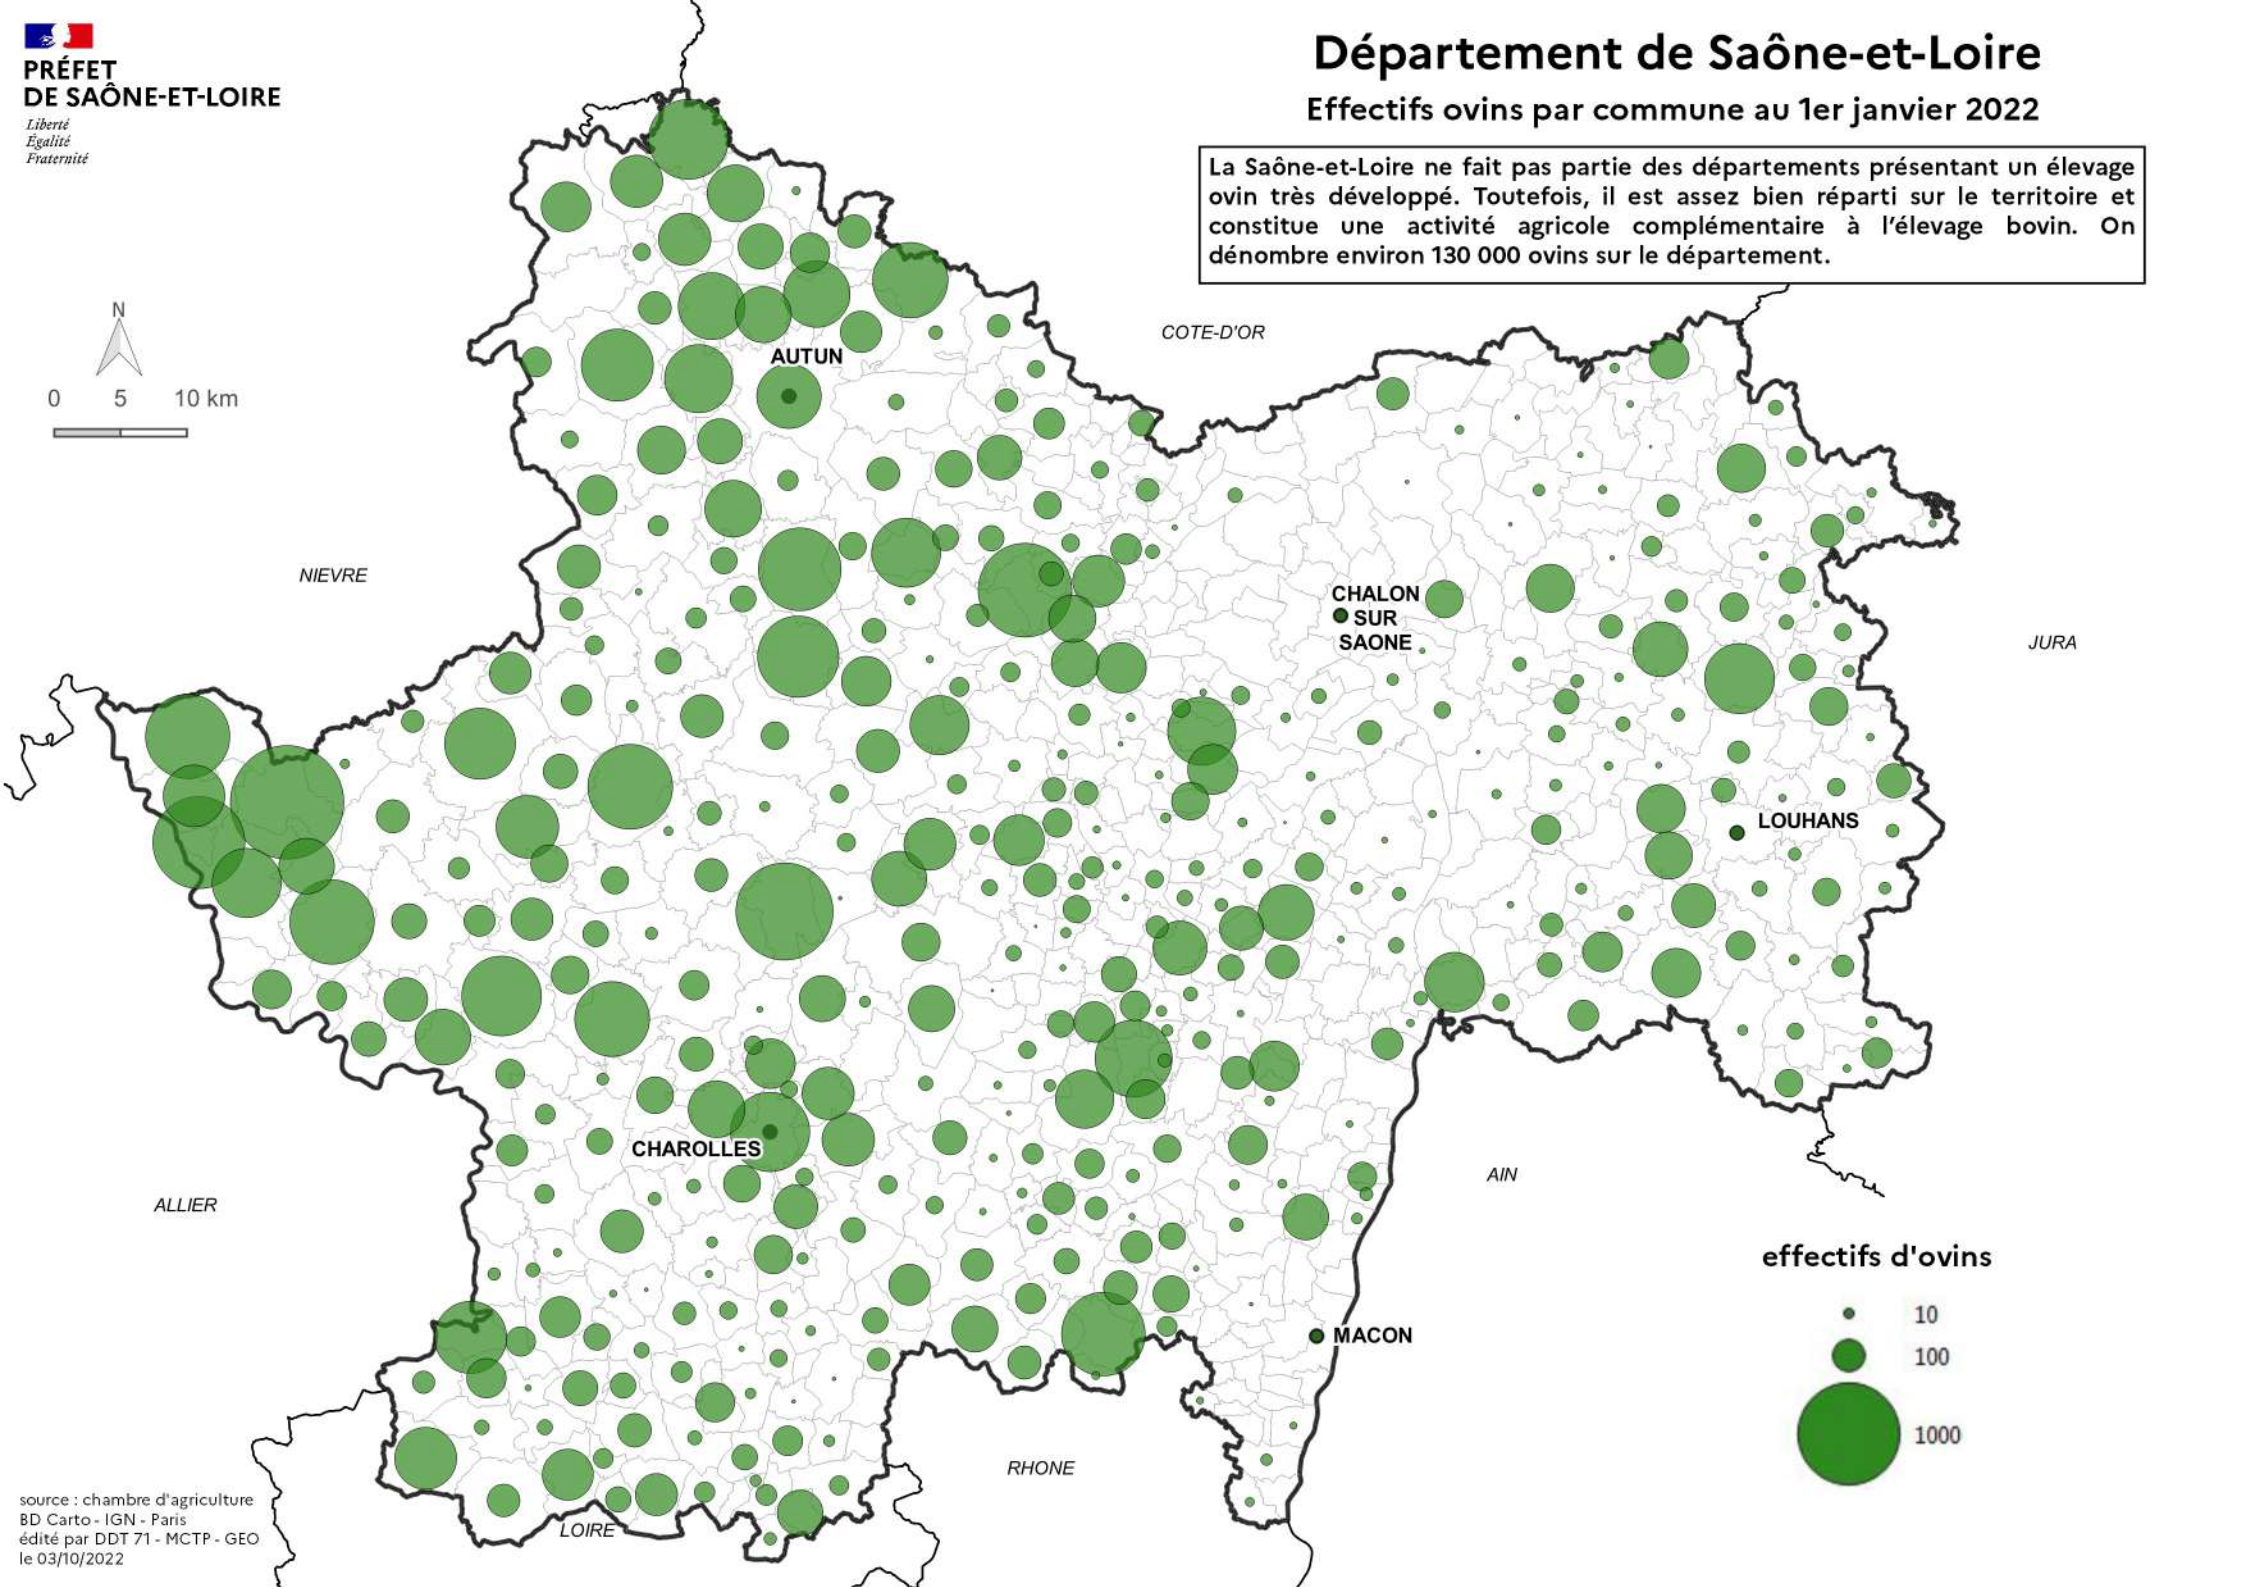 PRÉFET
DE SAÔNE-ET-LOIRE
Liberté
Égalité
Fraternité
Département de Saône-et-Loire
Effectifs ovins par commune au 1er janvier 2022
La Saône-et-Loire ne fait pas partie des départements présentant un élevage
ovin très développé. Toutefois, il est assez bien réparti sur le territoire et
constitue une activité agricole complémentaire à l'élevage bovin. On
dénombre environ 130 000 ovins sur le département.
N
0 5 10 km
COTE-D'OR
AUTUN
NIEVRE
CHALON
SUR
SAONE
JURA
LOUHANS
CHAROLLES
ALLIER
AIN
MACON
RHONE
LOIRE
effectifs d'ovins
10
100
1000
source : chambre d'agriculture
BD Carto - IGN - Paris
édité par DDT 71 - MCTP - GEO
le 03/10/2022